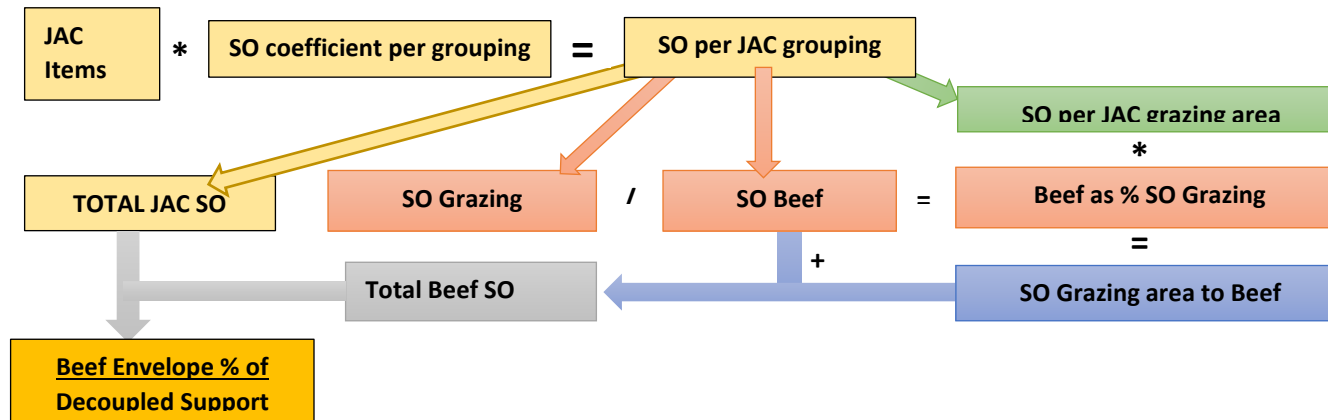 JAC
Items
*
SO coefficient per grouping
=
SO per JAC grouping
SO per JAC grazing area
*
TOTAL JAC SO
SO Grazing
/
SO Beef
=
Beef as % SO Grazing
=
+
Total Beef SO
SO Grazing area to Beef
Beef Envelope % of
Decoupled Support